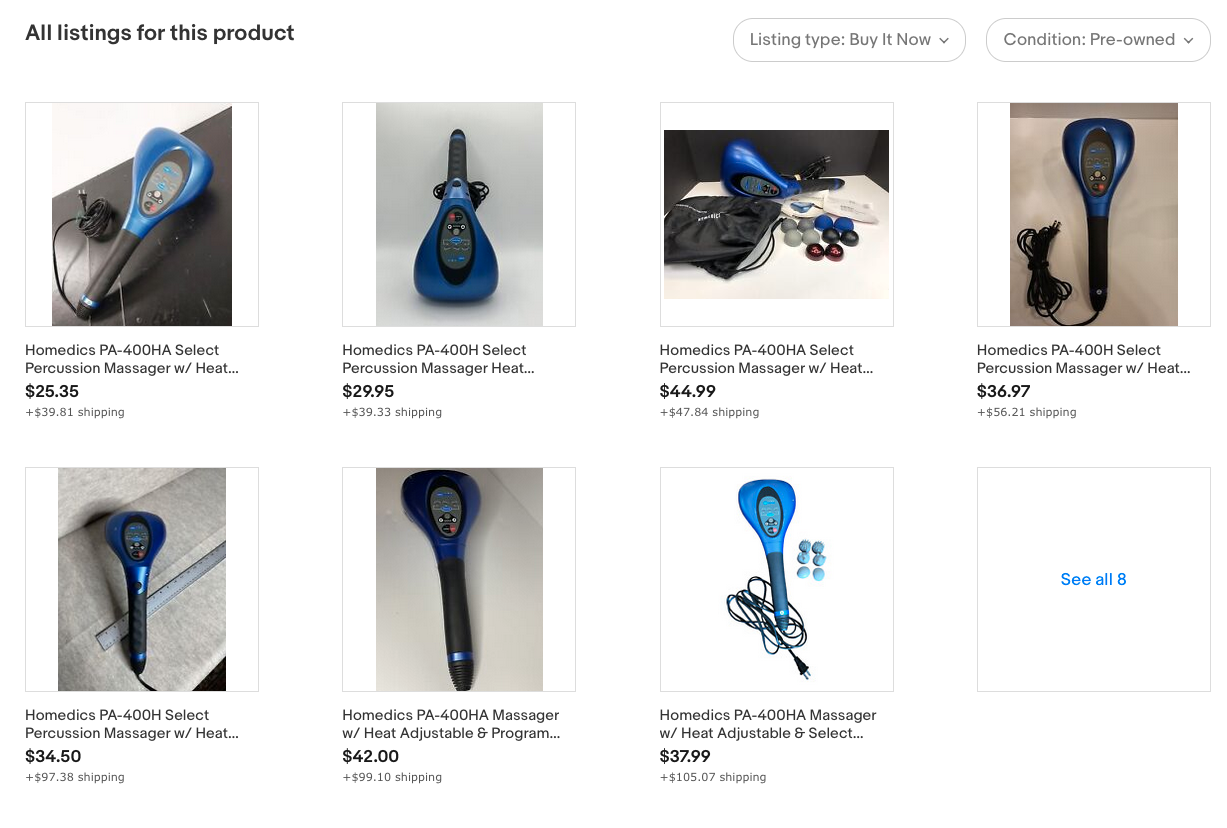 All listings for this product
Listing type: Buy It Now
Condition: Pre-owned
Homedics PA-400HA Select
Percussion Massager w/ Heat...
$25.35
+$39.81 shipping
Homedics PA-400H Select
Percussion Massager Heat...
$29.95
+$39.33 shipping
Homedics PA-400HA Select
Percussion Massager w/ Heat...
$44.99
+$47.84 shipping
Homedics PA-400H Select
Percussion Massager w/ Heat...
$36.97
+$56.21 shipping
Homedics PA-400H Select
Percussion Massager w/ Heat...
$34.50
+$97.38 shipping
Homedics PA-400HA Massager
w/ Heat Adjustable & Program...
$42.00
+$99.10 shipping
Homedics PA-400HA Massager
w/ Heat Adjustable & Select...
$37.99
+$105.07 shipping
See all 8